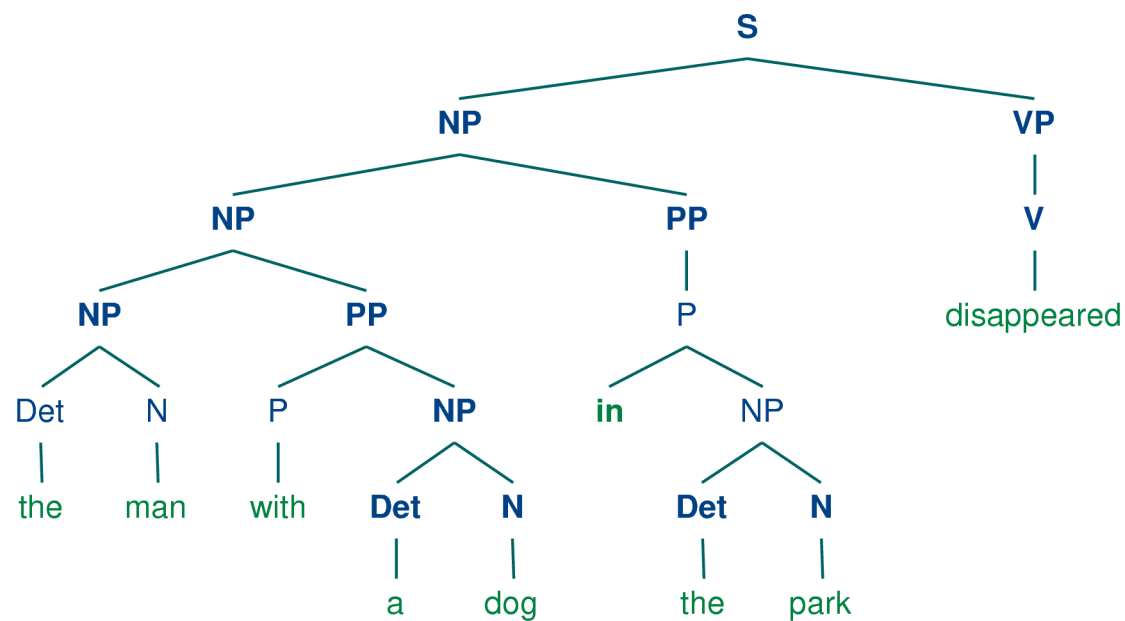 S
NP VP
NP PP V
NP PP P disappeared
Det N P NP in NP
the man with Det N Det N
a dog the park